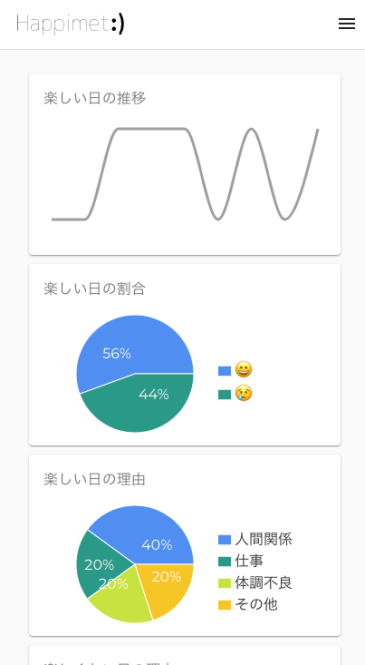 Happimet:)
楽しい日の推移
楽しい日の割合
56%
44%
😄
😢
楽しい日の理由
40%
20%
20%
20%
人間関係
仕事
体調不良
その他